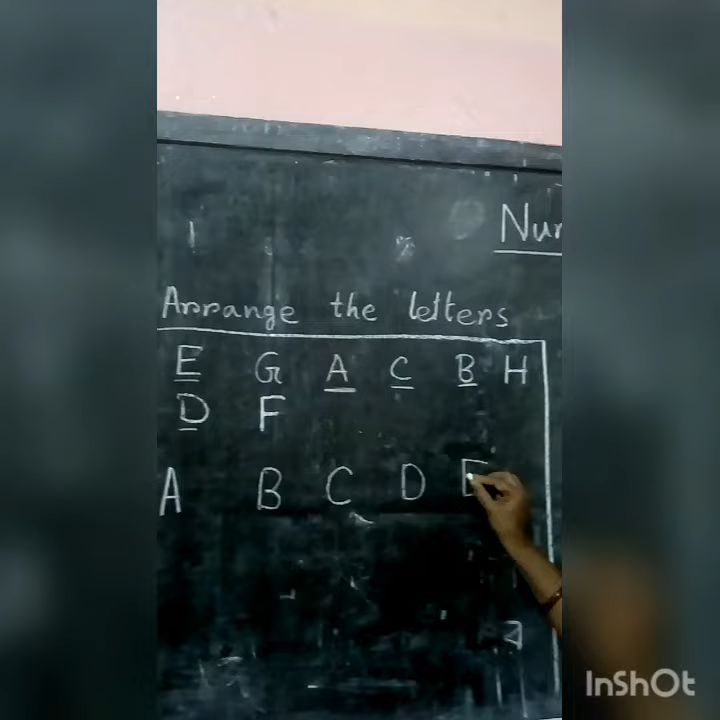 Nur
Arrange the letters
E G A C B H
D F
A B C D E
InShOt